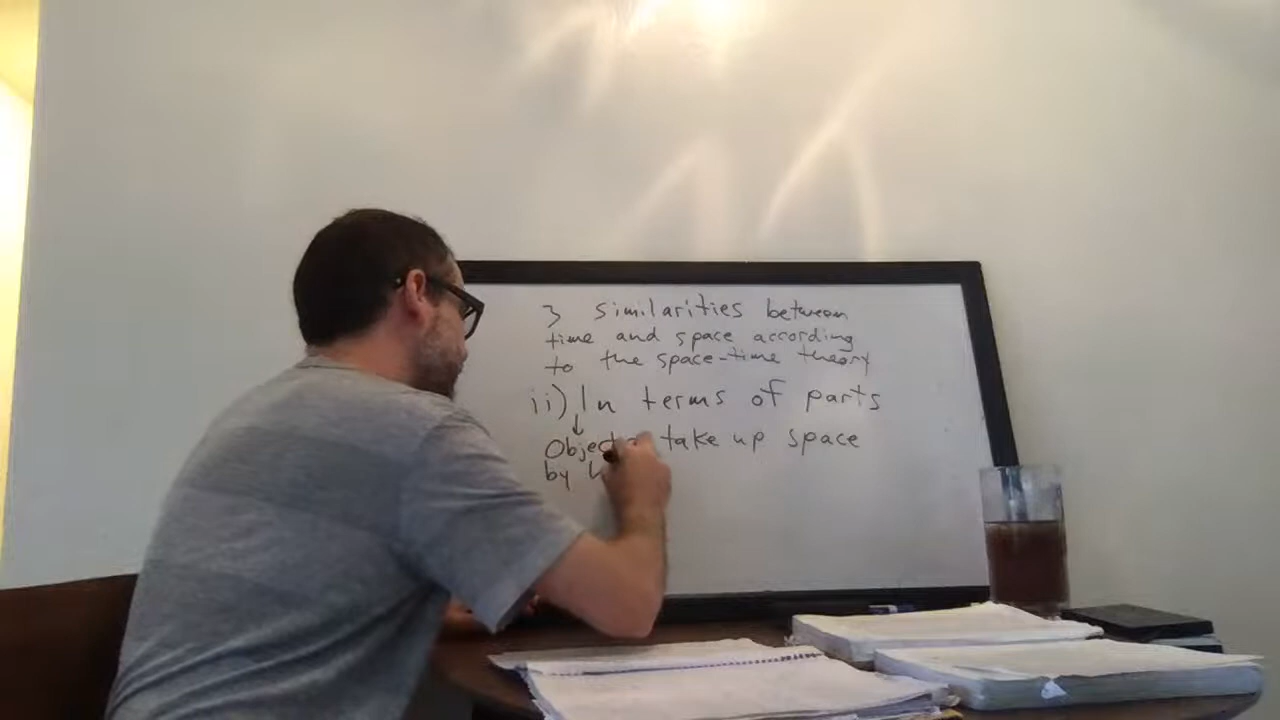 3 similarities between
time and space according
to the space-time theory
ii) In terms of parts
↓
Objects take up space
by